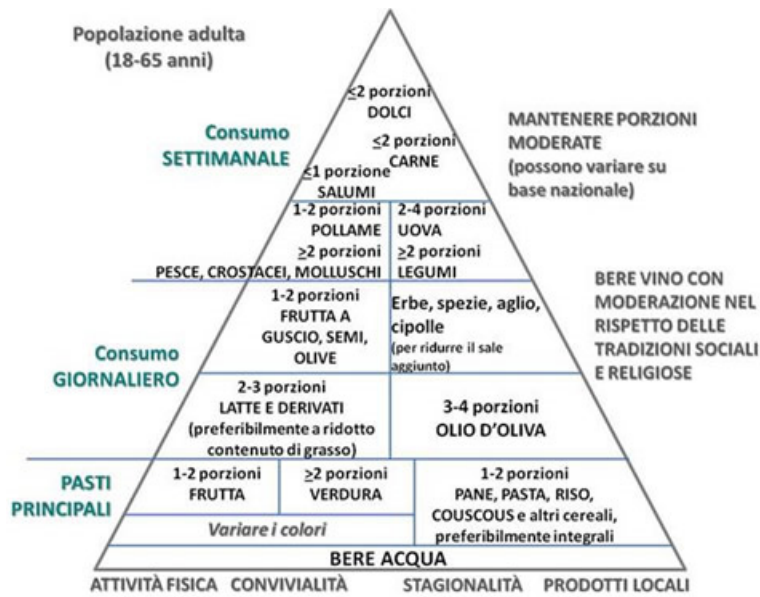 Popolazione adulta
(18-65 anni)
≤2 porzioni
DOLCI
Consumo
SETTIMANALE
≤2 porzioni
CARNE
≤1 porzione
SALUMI
MANTENERE PORZIONI
MODERATE
(possono variare su
base nazionale)
1-2 porzioni
POLLAME
≥2 porzioni
PESCE, CROSTACEI, MOLLUSCHI
2-4 porzioni
UOVA
≥2 porzioni
LEGUMI
BERE VINO CON
MODERAZIONE NEL
RISPETTO DELLE
TRADIZIONI SOCIALI
E RELIGIOSE
Consumo
GIORNALIERO
1-2 porzioni
FRUTTA A
GUSCIO, SEMI,
OLIVE
Erbe, spezie, aglio,
cipolle
(per ridurre il sale
aggiunto)
2-3 porzioni
LATTE E DERIVATI
(preferibilmente a ridotto
contenuto di grasso)
3-4 porzioni
OLIO D'OLIVA
PASTI
PRINCIPALI
1-2 porzioni
FRUTTA
≥2 porzioni
VERDURA
Variare i colori
1-2 porzioni
PANE, PASTA, RISO,
COUSCOUS e altri cereali,
preferibilmente integrali
BERE ACQUA
ATTIVITÀ FISICA CONVIVIALITÀ STAGIONALITÀ PRODOTTI LOCALI